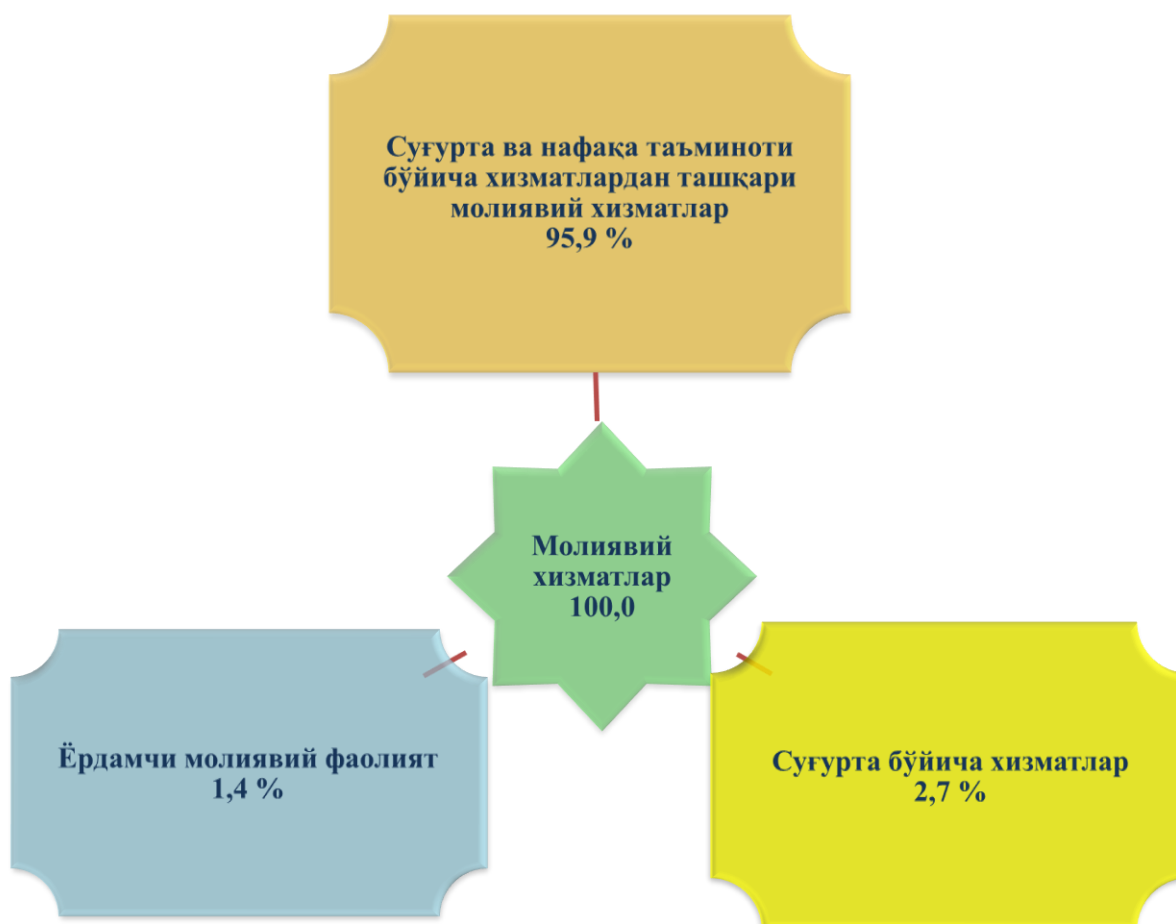 Суғурта ва нафақа таъминоти
бўйича хизматлардан ташқари
молиявий хизматлар
95,9 %
Молиявий
хизматлар
100,0
Ёрдамчи молиявий фаолият
1,4 %
Суғурта бўйича хизматлар
2,7 %